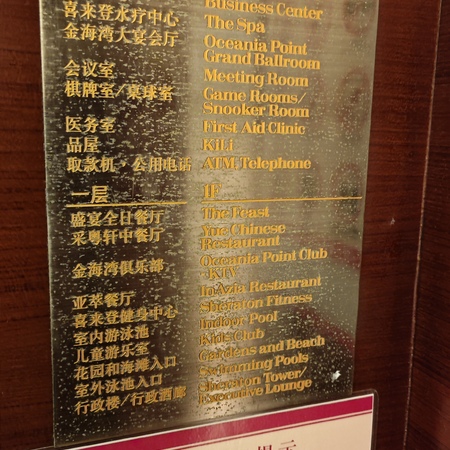 Business Center
喜来登水疗中心 The Spa
金海湾大宴会厅 Oceania Point
Grand Ballroom
会议室 Meeting Room
棋牌室/桌球室 Game Rooms/
Snooker Room
医务室 First Aid Clinic
品屋 KiLi
取款机·公用电话 ATM, Telephone
一层 1F
盛宴全日餐厅 The Feast
采粤轩中餐厅 Yue Chinese
Restaurant
金海湾俱乐部 Oceania Point Club
- KTV
亚萃餐厅 InAzia Restaurant
喜来登健身中心 Sheraton Fitness
室内游泳池 Indoor Pool
儿童游乐室 Kids Club
花园和海滩入口 Gardens and Beach
室外泳池入口 Swimming Pools
行政楼/行政酒廊 Sheraton Tower/
Executive Lounge
提示